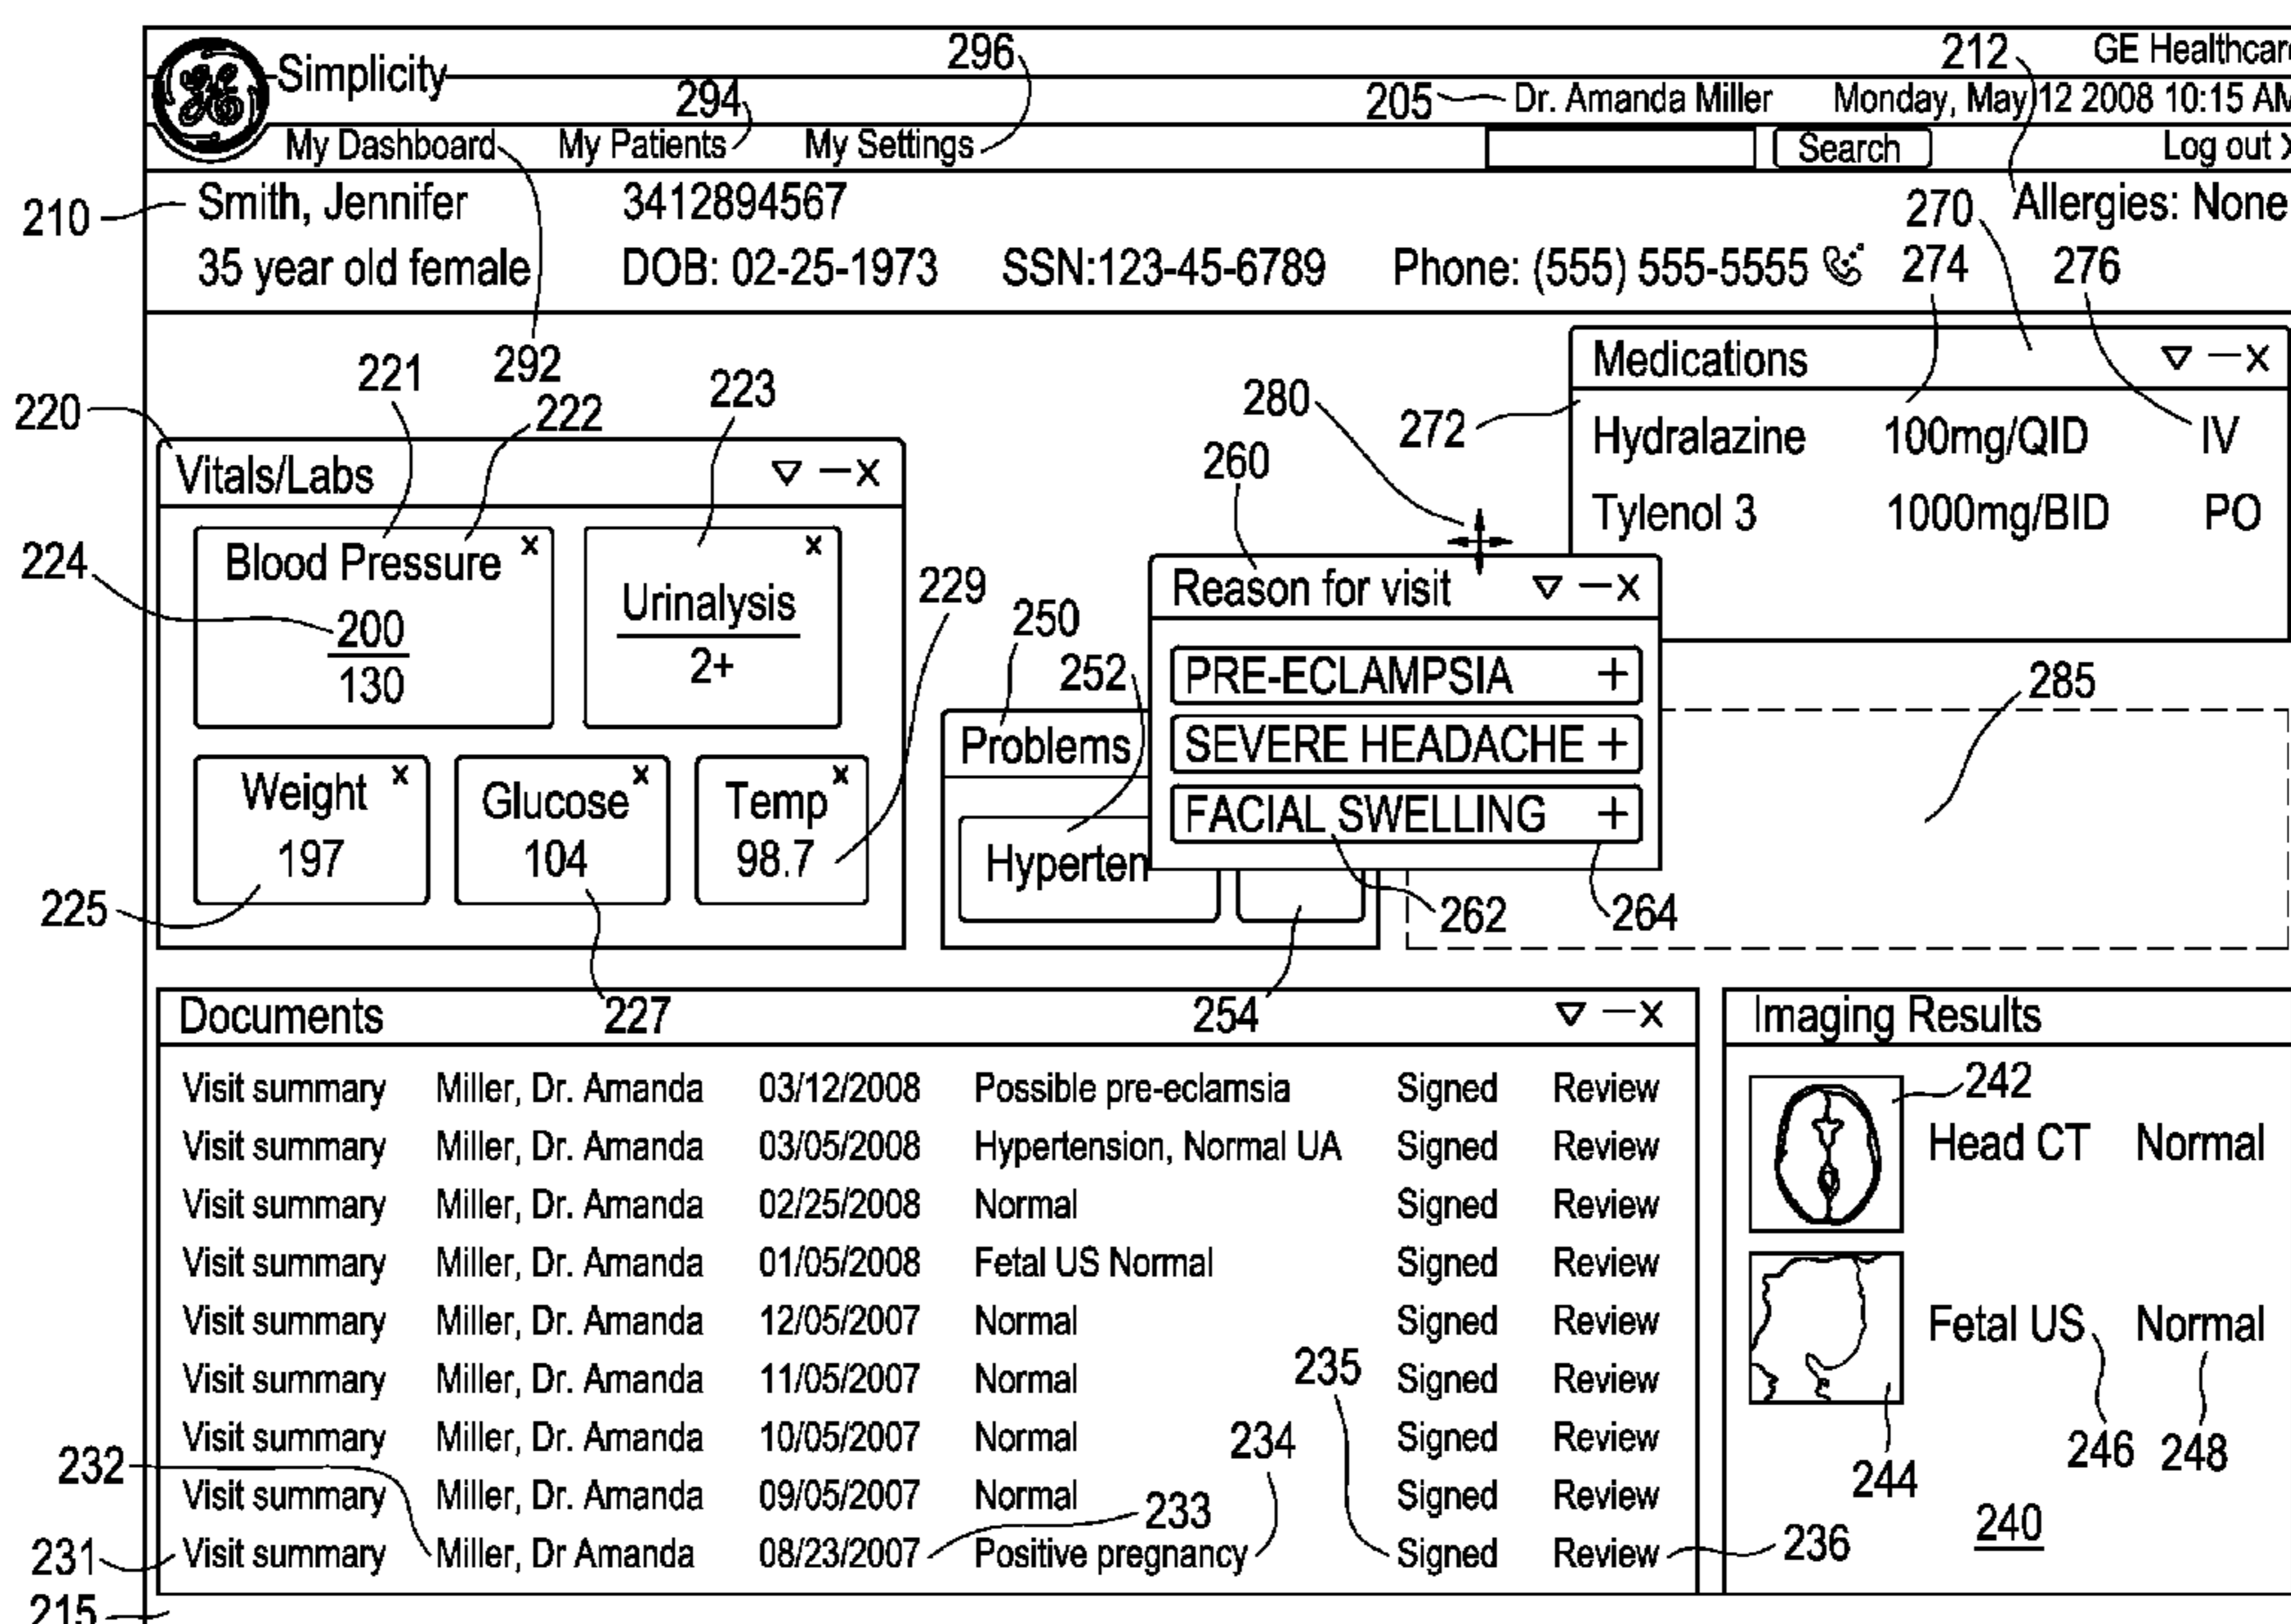 296 212 GE Healthcare
Simplicity 294 205 Dr. Amanda Miller Monday, May 12 2008 10:15 AM
My Dashboard My Patients My Settings Search Log out X
210 Smith, Jennifer 3412894567 270 Allergies: None
35 year old female DOB: 02-25-1973 SSN:123-45-6789 Phone: (555) 555-5555 274 276
292
221 222 223
220
Vitals/Labs ▽ — X
Blood Pressure x
224 200
130
Urinalysis x
2+
229
Weight x
197
225
Glucose x
104
227
Temp x
98.7
250
252
Problems
Hyperten
254
280
260
Reason for visit ▽ — X
PRE-ECLAMPSIA +
SEVERE HEADACHE +
FACIAL SWELLING +
262 264
Medications ▽ — X
272 Hydralazine 100mg/QID IV
Tylenol 3 1000mg/BID PO
285
Documents ▽ — X
Visit summary Miller, Dr. Amanda 03/12/2008 Possible pre-eclamsia Signed Review
Visit summary Miller, Dr. Amanda 03/05/2008 Hypertension, Normal UA Signed Review
Visit summary Miller, Dr. Amanda 02/25/2008 Normal Signed Review
Visit summary Miller, Dr. Amanda 01/05/2008 Fetal US Normal Signed Review
Visit summary Miller, Dr. Amanda 12/05/2007 Normal Signed Review
Visit summary Miller, Dr. Amanda 11/05/2007 Normal 235 Signed Review
232 Visit summary Miller, Dr. Amanda 10/05/2007 Normal 234 Signed Review
Visit summary Miller, Dr. Amanda 09/05/2007 Normal 233 Signed Review
231 Visit summary Miller, Dr Amanda 08/23/2007 Positive pregnancy Signed Review 236
215
Imaging Results
242
Head CT Normal
Fetal US Normal
244 246 248
240